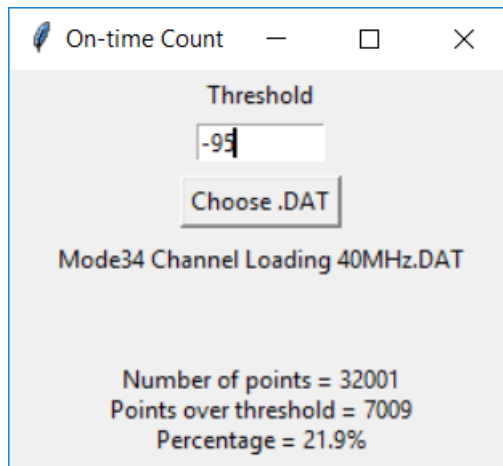 On-time Count
Threshold
-95
Choose .DAT
Mode34 Channel Loading 40MHz.DAT
Number of points = 32001
Points over threshold = 7009
Percentage = 21.9%